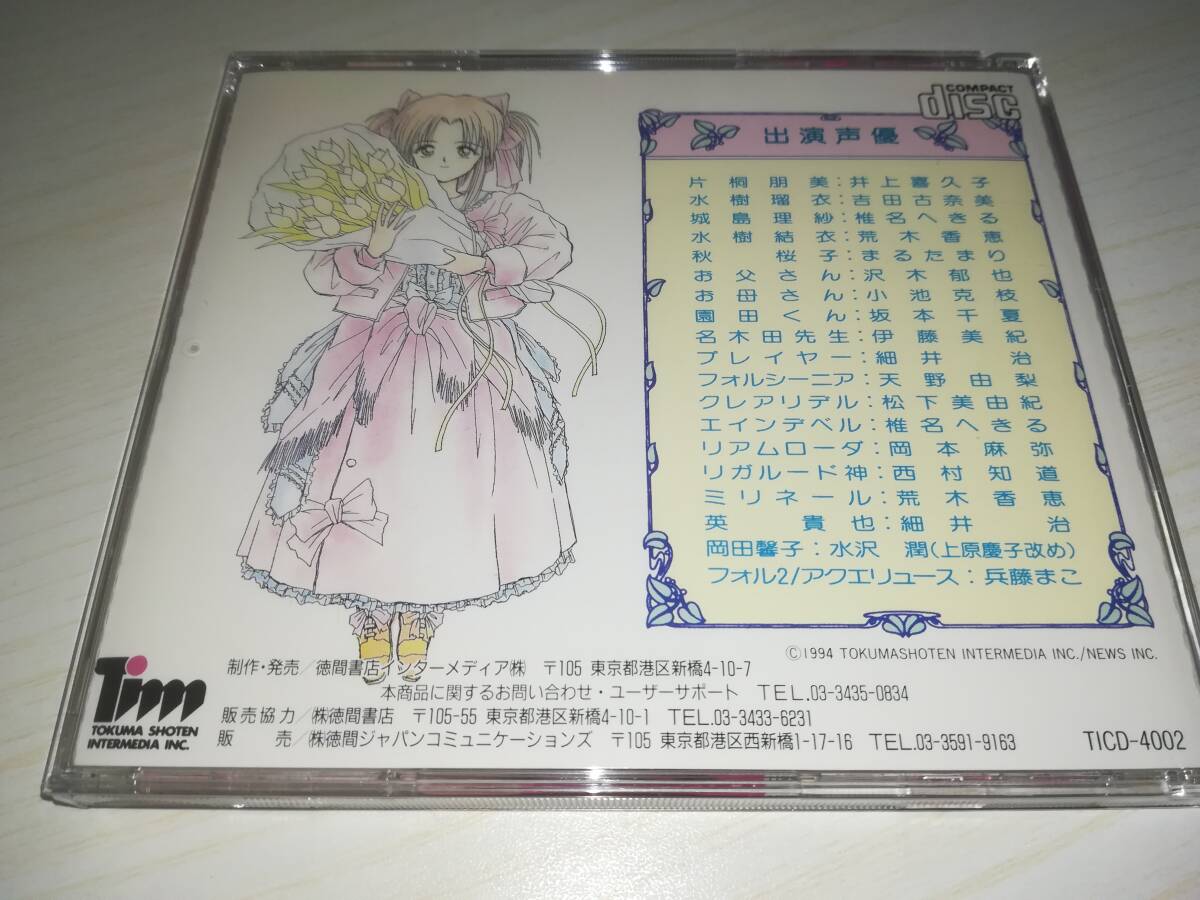 COMPACT
disc
出演声優
片桐朋美：井上喜久子
水樹瑠衣：吉田古奈美
城島理紗：椎名へきる
水樹結衣：荒木香恵
秋桜子：まるたまり
お父さん：沢木郁也
お母さん：小池克枝
園田くん：坂本千夏
名木田先生：伊藤美紀
プレイヤー：細井治
フォルシーニア：天野由梨
クレアリデル：松下美由紀
エインデベル：椎名へきる
リアムローダ：岡本麻弥
リガルード神：西村知道
ミリネール：荒木香恵
英貴也：細井治
岡田馨子：水沢潤(上原慶子改め)
フォル2/アクエリュース：兵藤まこ
©1994 TOKUMASHOTEN INTERMEDIA INC./NEWS INC.
Tim
TOKUMA SHOTEN
INTERMEDIA INC.
制作・発売／徳間書店インターメディア㈱ 〒105 東京都港区新橋4-10-7
本商品に関するお問い合わせ・ユーザーサポート TEL.03-3435-0834
販売協力／㈱徳間書店 〒105-55 東京都港区新橋4-10-1 TEL.03-3433-6231
販売／㈱徳間ジャパンコミュニケーションズ 〒105 東京都港区西新橋1-17-16 TEL.03-3591-9163
TICD-4002